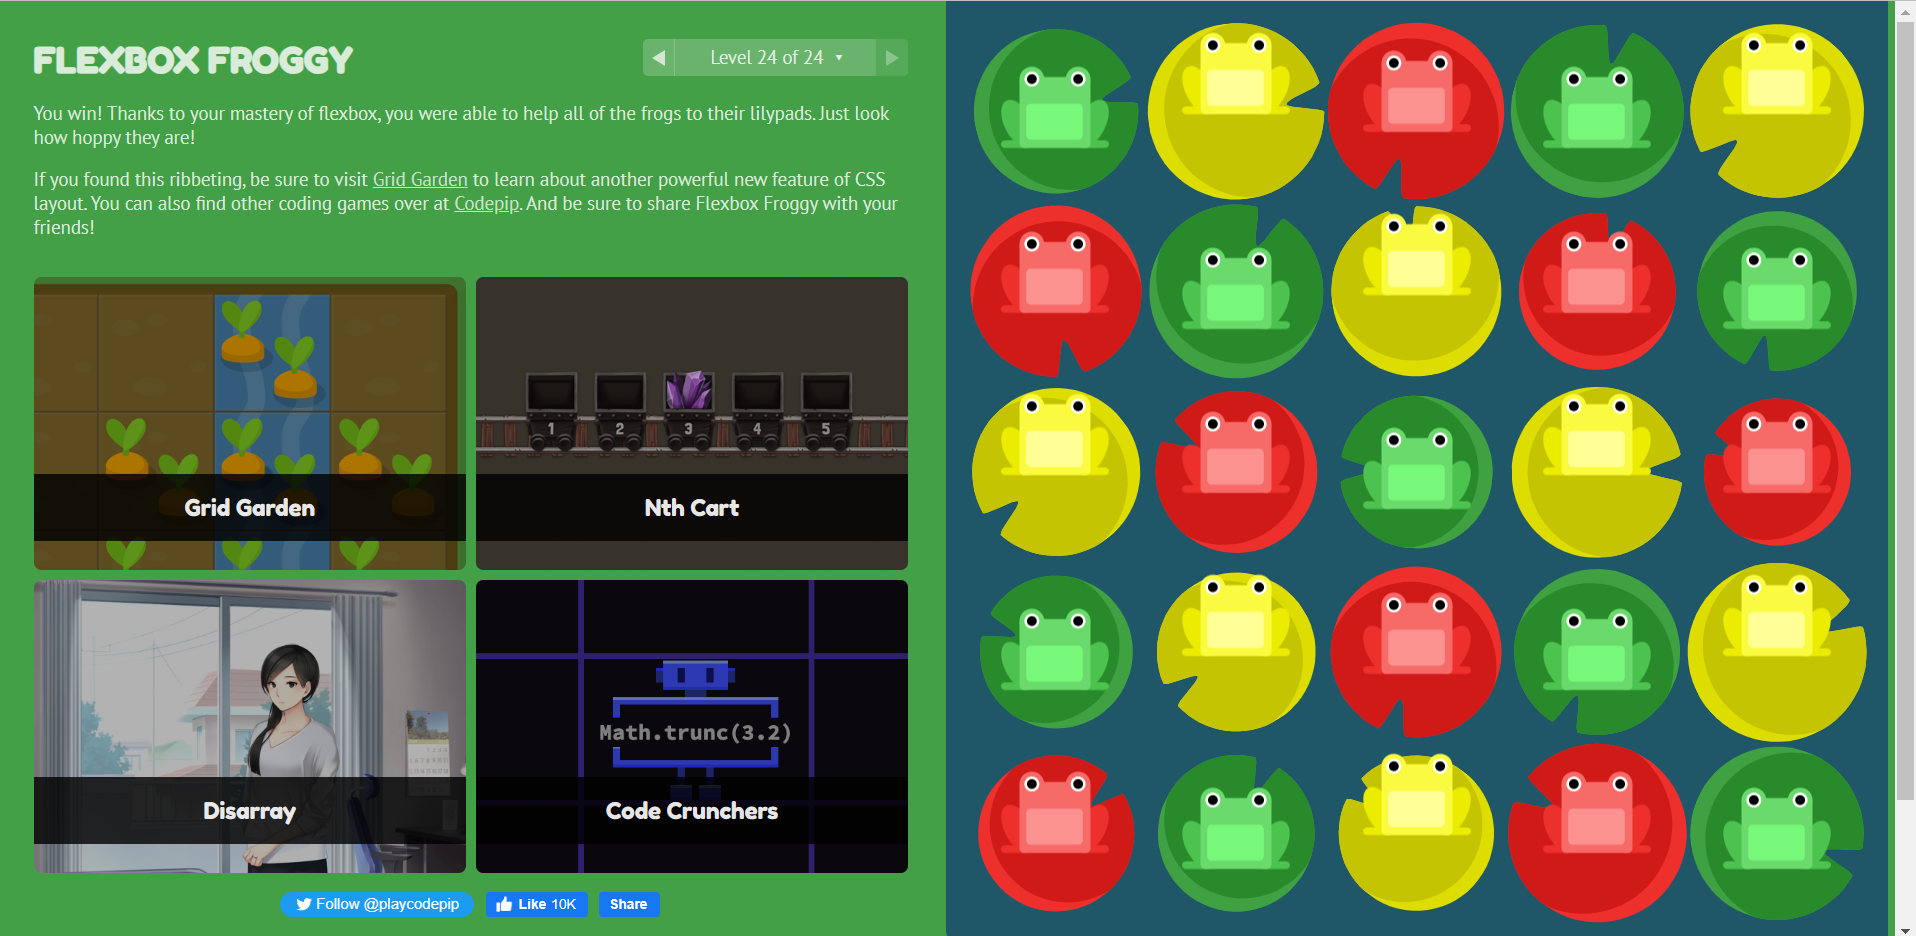 FLEXBOX FROGGY
Level 24 of 24
You win! Thanks to your mastery of flexbox, you were able to help all of the frogs to their lilypads. Just look
how hoppy they are!
If you found this ribbeting, be sure to visit Grid Garden to learn about another powerful new feature of CSS
layout. You can also find other coding games over at Codepip. And be sure to share Flexbox Froggy with your
friends!
Grid Garden
1 2 3 4 5
Nth Cart
Disarray
Math.trunc(3.2)
Code Crunchers
Follow @playcodepip
Like 10K
Share